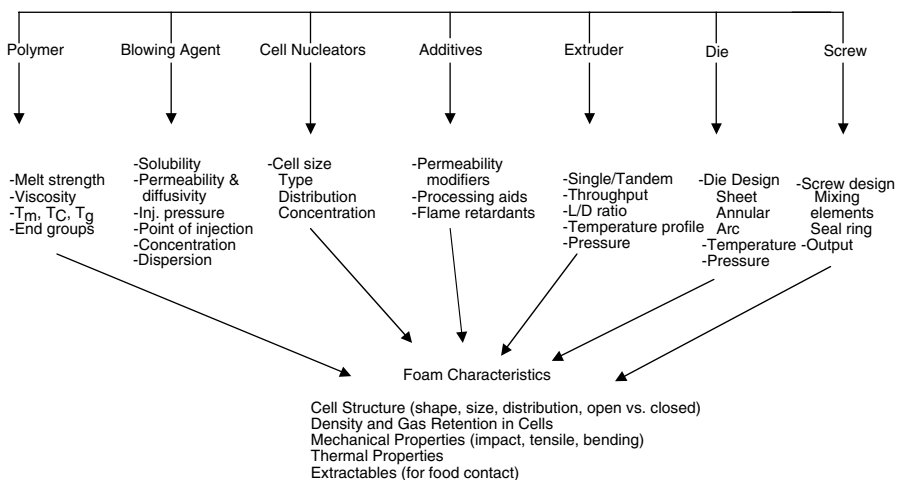 Polymer
Blowing Agent
Cell Nucleators
Additives
Extruder
Die
Screw
-Melt strength
-Viscosity
-Tm, TC, Tg
-End groups
-Solubility
-Permeability &
diffusivity
-Inj. pressure
-Point of injection
-Concentration
-Dispersion
-Cell size
Type
Distribution
Concentration
-Permeability
modifiers
-Processing aids
-Flame retardants
-Single/Tandem
-Throughput
-L/D ratio
-Temperature profile
-Pressure
-Die Design
Sheet
Annular
Arc
-Temperature
-Pressure
-Screw design
Mixing
elements
Seal ring
-Output
Foam Characteristics
Cell Structure (shape, size, distribution, open vs. closed)
Density and Gas Retention in Cells
Mechanical Properties (impact, tensile, bending)
Thermal Properties
Extractables (for food contact)